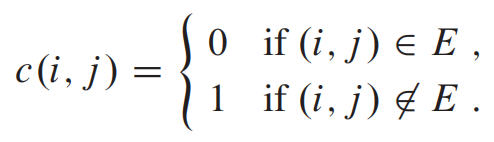 c(i, j) = { 0 if (i, j) ∈ E ,
1 if (i, j) ∉ E .